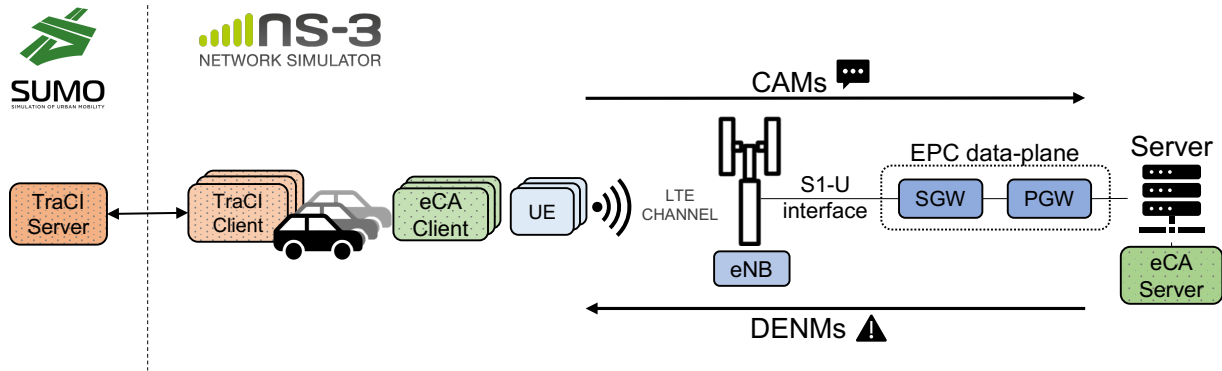 SUMO
SIMULATION OF URBAN MOBILITY
ns-3
NETWORK SIMULATOR
CAMs
TraCI
Server
TraCI
Client
eCA
Client
UE
LTE
CHANNEL
eNB
S1-U
interface
EPC data-plane
SGW
PGW
Server
eCA
Server
DENMs